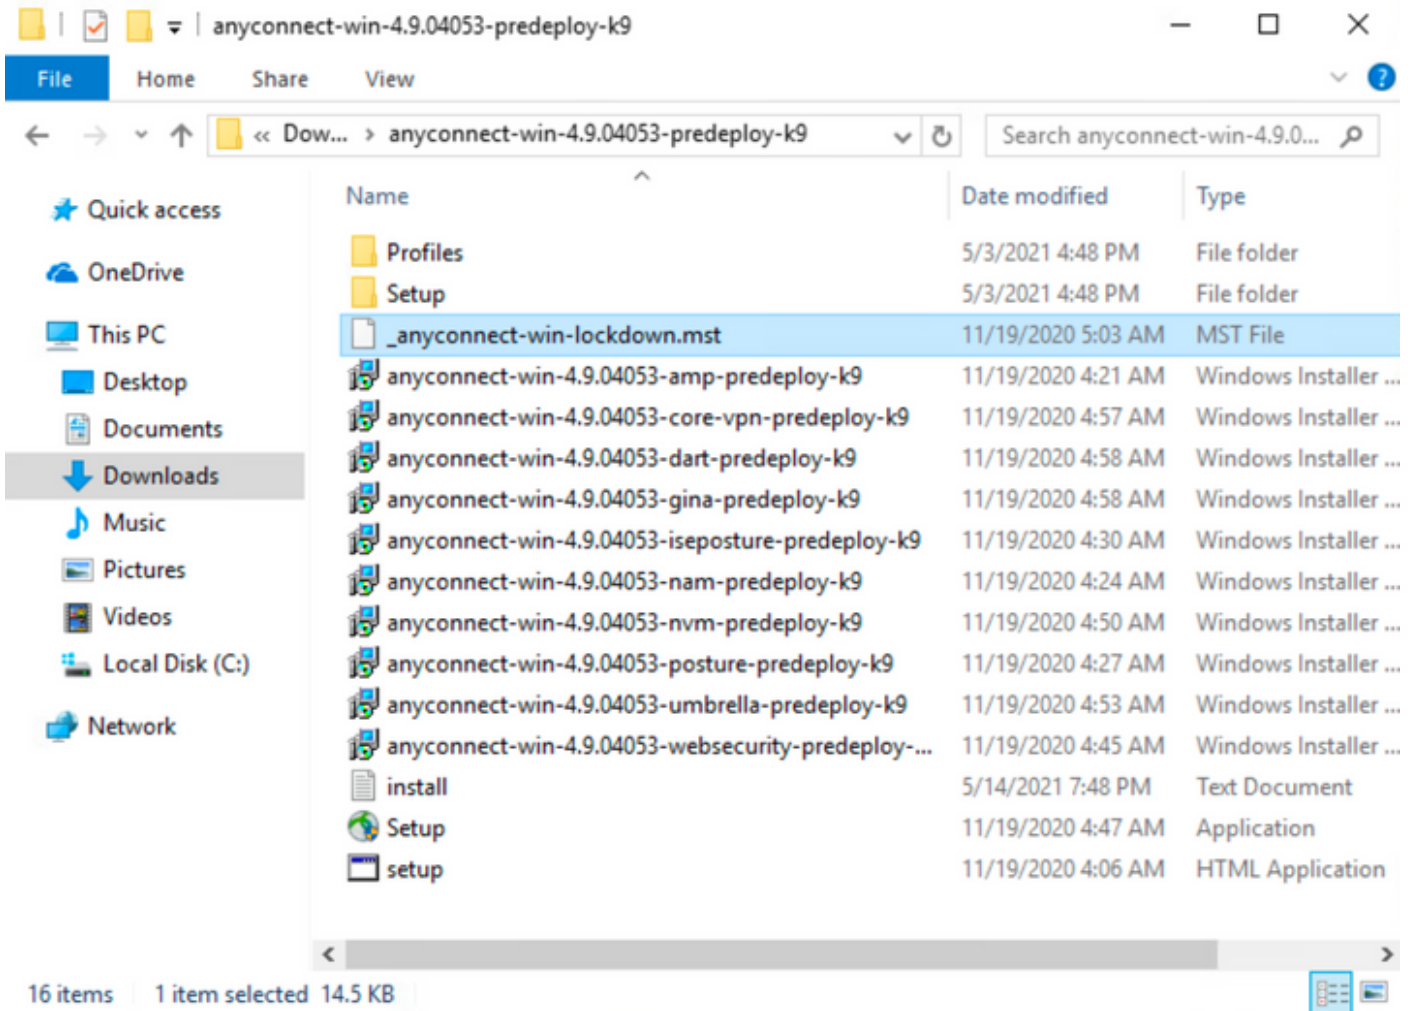 anyconnect-win-4.9.04053-predeploy-k9
File Home Share View
« Dow... > anyconnect-win-4.9.04053-predeploy-k9 Search anyconnect-win-4.9.0...
Name Date modified Type
Quick access
OneDrive
This PC
Desktop
Documents
Downloads
Music
Pictures
Videos
Local Disk (C:)
Network
Profiles 5/3/2021 4:48 PM File folder
Setup 5/3/2021 4:48 PM File folder
_anyconnect-win-lockdown.mst 11/19/2020 5:03 AM MST File
anyconnect-win-4.9.04053-amp-predeploy-k9 11/19/2020 4:21 AM Windows Installer ...
anyconnect-win-4.9.04053-core-vpn-predeploy-k9 11/19/2020 4:57 AM Windows Installer ...
anyconnect-win-4.9.04053-dart-predeploy-k9 11/19/2020 4:58 AM Windows Installer ...
anyconnect-win-4.9.04053-gina-predeploy-k9 11/19/2020 4:58 AM Windows Installer ...
anyconnect-win-4.9.04053-iseposture-predeploy-k9 11/19/2020 4:30 AM Windows Installer ...
anyconnect-win-4.9.04053-nam-predeploy-k9 11/19/2020 4:24 AM Windows Installer ...
anyconnect-win-4.9.04053-nvm-predeploy-k9 11/19/2020 4:50 AM Windows Installer ...
anyconnect-win-4.9.04053-posture-predeploy-k9 11/19/2020 4:27 AM Windows Installer ...
anyconnect-win-4.9.04053-umbrella-predeploy-k9 11/19/2020 4:53 AM Windows Installer ...
anyconnect-win-4.9.04053-websecurity-predeploy-... 11/19/2020 4:45 AM Windows Installer ...
install 5/14/2021 7:48 PM Text Document
Setup 11/19/2020 4:47 AM Application
setup 11/19/2020 4:06 AM HTML Application
16 items 1 item selected 14.5 KB